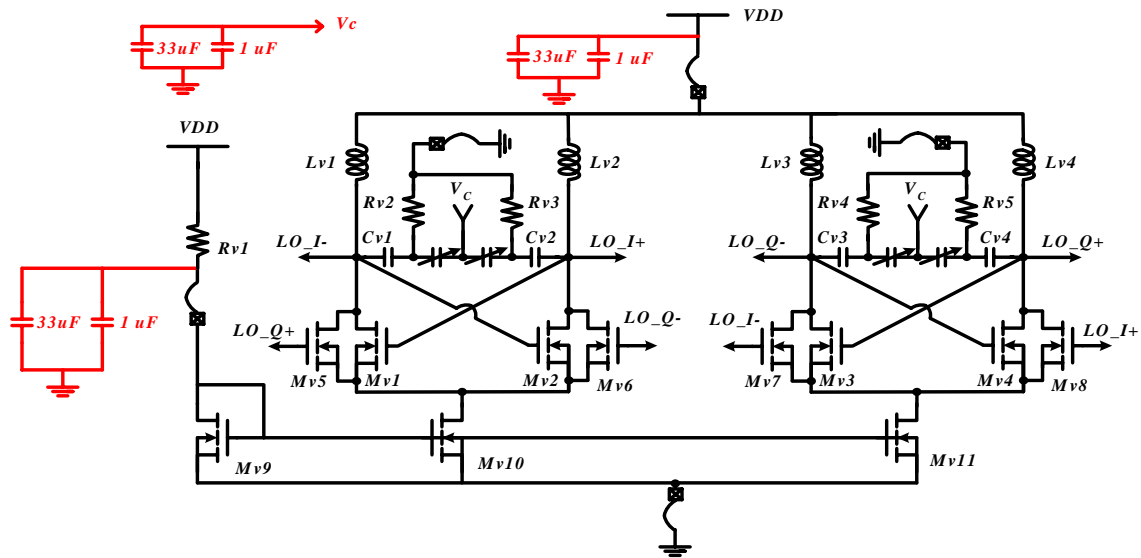 Vc
33uF 1 uF
VDD
33uF 1 uF
VDD
Lv1 Lv2 Lv3 Lv4
Rv2 VC Rv3 Rv4 VC Rv5
Rv1
LO_I- Cv1 Cv2 LO_I+ LO_Q- Cv3 Cv4 LO_Q+
33uF 1 uF
LO_Q+ LO_Q- LO_I- LO_I+
Mv5 Mv1 Mv2 Mv6 Mv7 Mv3 Mv4 Mv8
Mv9 Mv10 Mv11